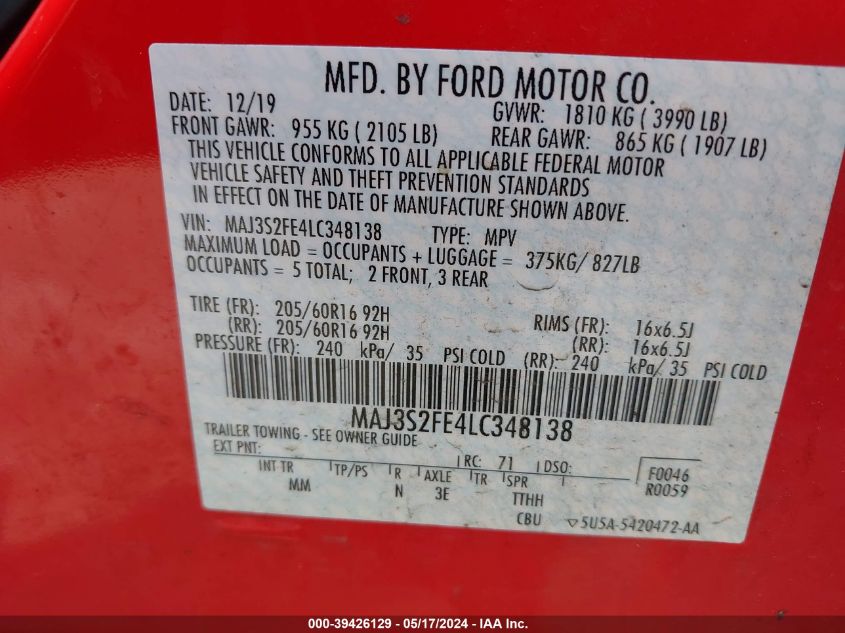 MFD. BY FORD MOTOR CO.
DATE: 12/19 GVWR: 1810 KG ( 3990 LB)
FRONT GAWR: 955 KG ( 2105 LB) REAR GAWR: 865 KG ( 1907 LB)
THIS VEHICLE CONFORMS TO ALL APPLICABLE FEDERAL MOTOR
VEHICLE SAFETY AND THEFT PREVENTION STANDARDS
IN EFFECT ON THE DATE OF MANUFACTURE SHOWN ABOVE.
VIN: MAJ3S2FE4LC348138 TYPE: MPV
MAXIMUM LOAD = OCCUPANTS + LUGGAGE = 375KG/ 827LB
OCCUPANTS = 5 TOTAL; 2 FRONT, 3 REAR
TIRE (FR): 205/60R16 92H RIMS (FR): 16x6.5J
(RR): 205/60R16 92H (RR): 16x6.5J
PRESSURE (FR): 240 kPa/ 35 PSI COLD (RR): 240 kPa/ 35 PSI COLD
MAJ3S2FE4LC348138
TRAILER TOWING - SEE OWNER GUIDE
EXT PNT: RC: 71 DSO: F0046
INT TR TP/PS R AXLE TR SPR R0059
MM N 3E TTHH
CBU 5U5A-5420472-AA
000-39426129 - 05/17/2024 - IAAI Inc.